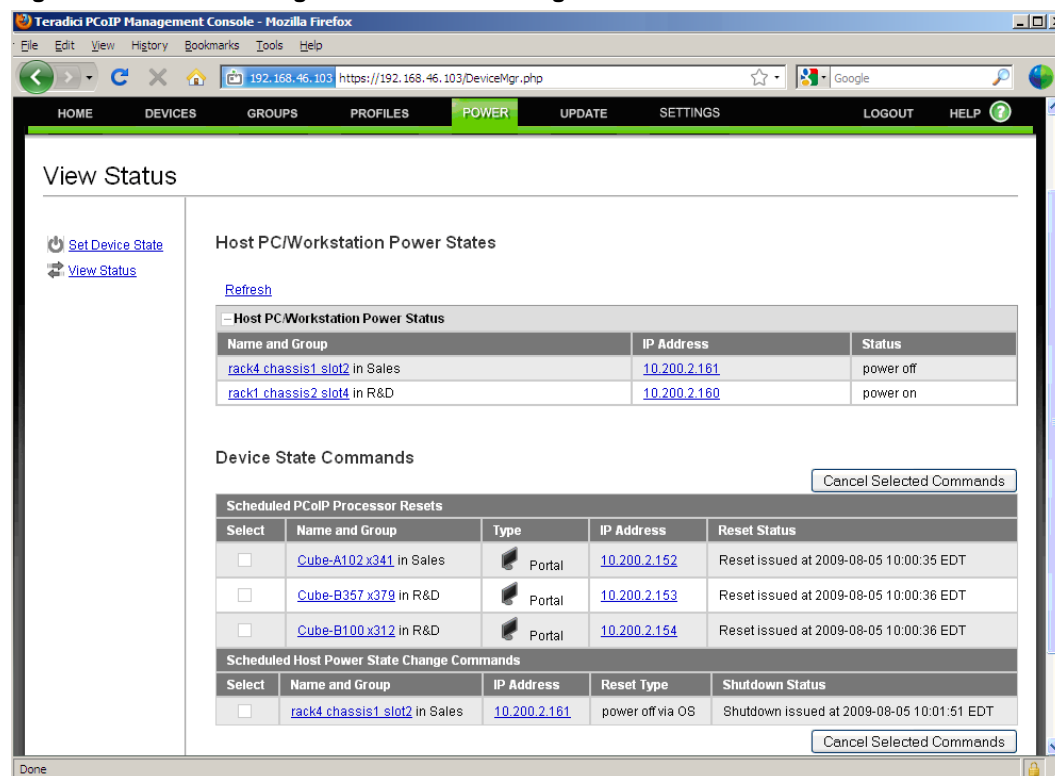 Teradici PCoIP Management Console - Mozilla Firefox
File Edit View History Bookmarks Tools Help
192.168.46.103 https://192.168.46.103/DeviceMgr.php Google
HOME DEVICES GROUPS PROFILES POWER UPDATE SETTINGS LOGOUT HELP ?
View Status
Set Device State
View Status
Host PC/Workstation Power States
Refresh
Host PC/Workstation Power Status
Name and Group IP Address Status
rack4 chassis1 slot2 in Sales 10.200.2.161 power off
rack1 chassis2 slot4 in R&D 10.200.2.160 power on
Device State Commands
Cancel Selected Commands
Scheduled PCoIP Processor Resets
Select Name and Group Type IP Address Reset Status
Cube-A102 x341 in Sales Portal 10.200.2.152 Reset issued at 2009-08-05 10:00:35 EDT
Cube-B357 x379 in R&D Portal 10.200.2.153 Reset issued at 2009-08-05 10:00:36 EDT
Cube-B100 x312 in R&D Portal 10.200.2.154 Reset issued at 2009-08-05 10:00:36 EDT
Scheduled Host Power State Change Commands
Select Name and Group IP Address Reset Type Shutdown Status
rack4 chassis1 slot2 in Sales 10.200.2.161 power off via OS Shutdown issued at 2009-08-05 10:01:51 EDT
Cancel Selected Commands
Done